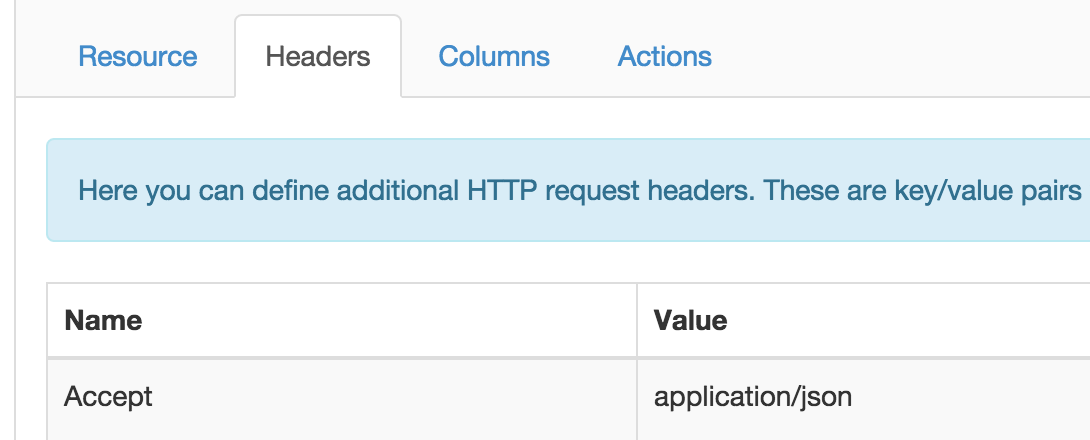 Resource Headers Columns Actions
Here you can define additional HTTP request headers. These are key/value pairs
Name Value
Accept application/json